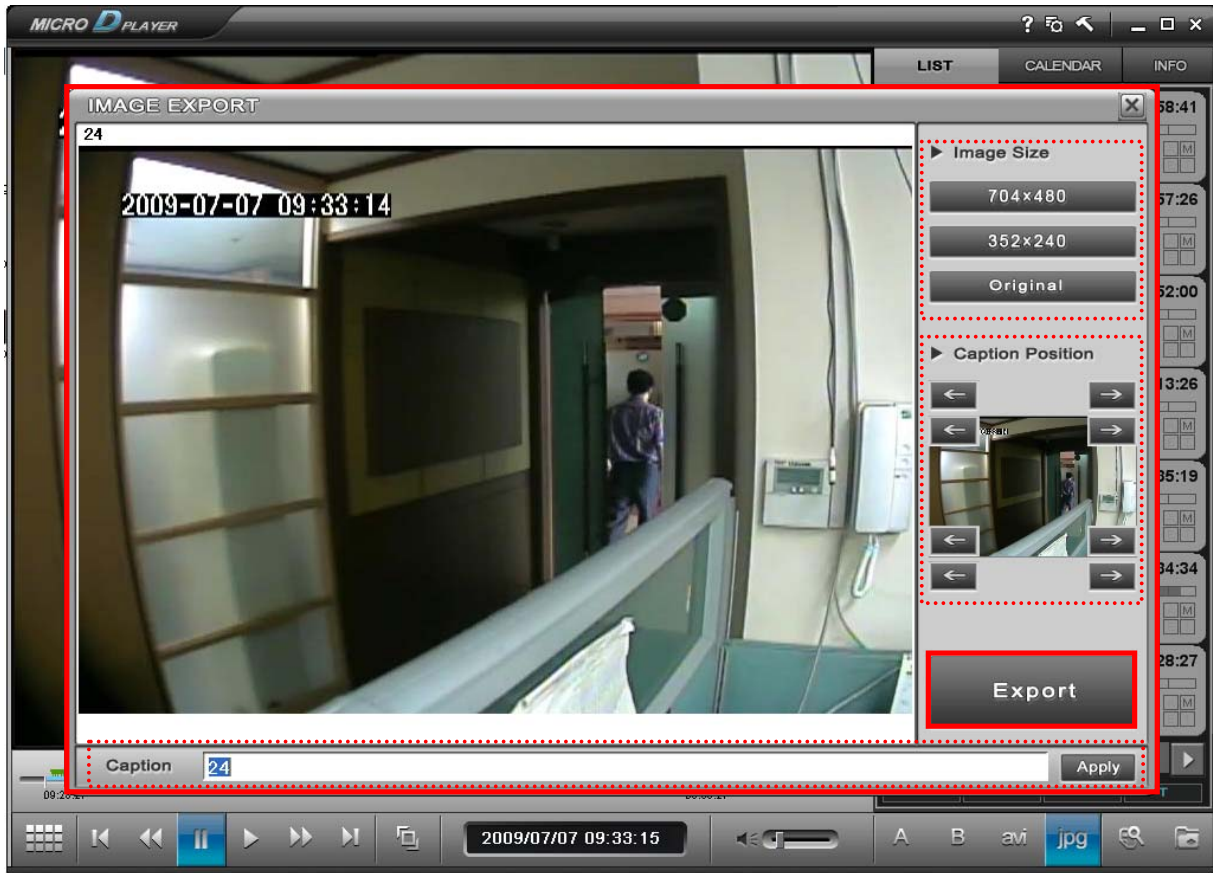 MICRO D PLAYER
?
LIST CALENDAR INFO
IMAGE EXPORT
24
2009-07-07 09:33:14
Image Size
704×480
352×240
Original
Caption Position
Export
Caption 24 Apply
58:41
57:26
52:00
13:26
35:19
34:34
28:27
M
M
M
M
M
M
M
2009/07/07 09:33:15
A B avi jpg